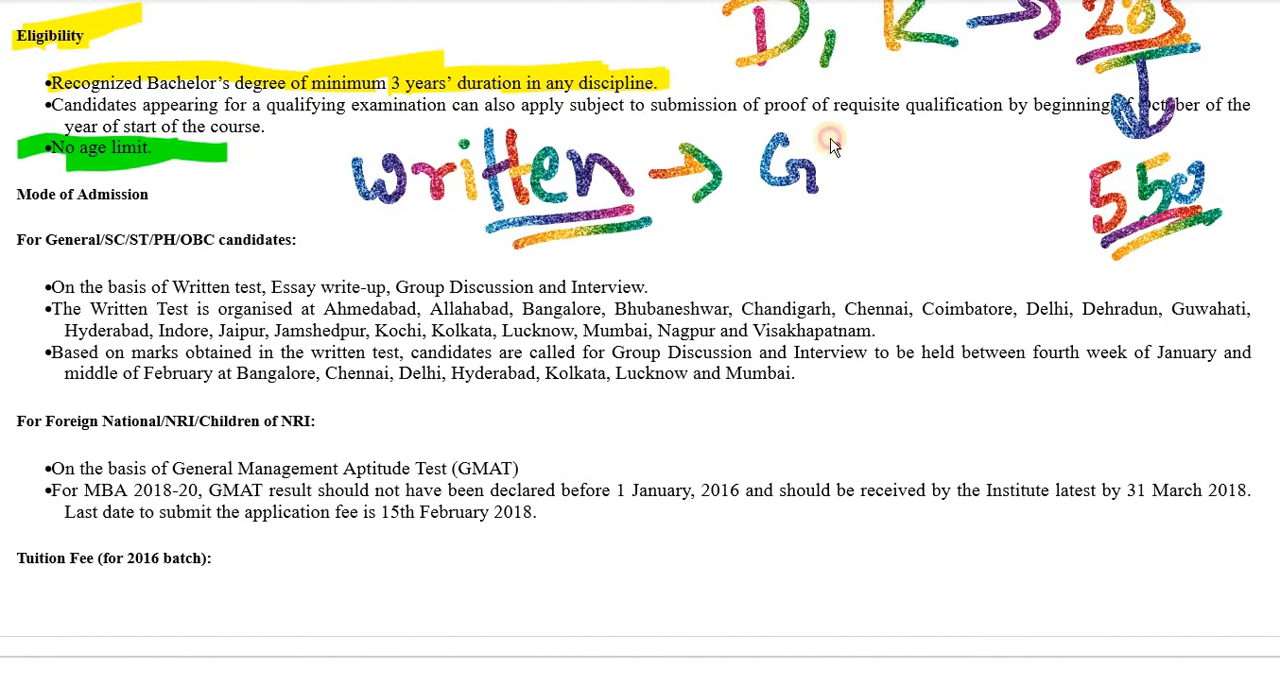 D, K → 285
Eligibility
•Recognized Bachelor's degree of minimum 3 years' duration in any discipline.
•Candidates appearing for a qualifying examination can also apply subject to submission of proof of requisite qualification by beginning of October of the
year of start of the course.
•No age limit.
written → G
550
Mode of Admission
For General/SC/ST/PH/OBC candidates:
•On the basis of Written test, Essay write-up, Group Discussion and Interview.
•The Written Test is organised at Ahmedabad, Allahabad, Bangalore, Bhubaneshwar, Chandigarh, Chennai, Coimbatore, Delhi, Dehradun, Guwahati,
Hyderabad, Indore, Jaipur, Jamshedpur, Kochi, Kolkata, Lucknow, Mumbai, Nagpur and Visakhapatnam.
•Based on marks obtained in the written test, candidates are called for Group Discussion and Interview to be held between fourth week of January and
middle of February at Bangalore, Chennai, Delhi, Hyderabad, Kolkata, Lucknow and Mumbai.
For Foreign National/NRI/Children of NRI:
•On the basis of General Management Aptitude Test (GMAT)
•For MBA 2018-20, GMAT result should not have been declared before 1 January, 2016 and should be received by the Institute latest by 31 March 2018.
Last date to submit the application fee is 15th February 2018.
Tuition Fee (for 2016 batch):